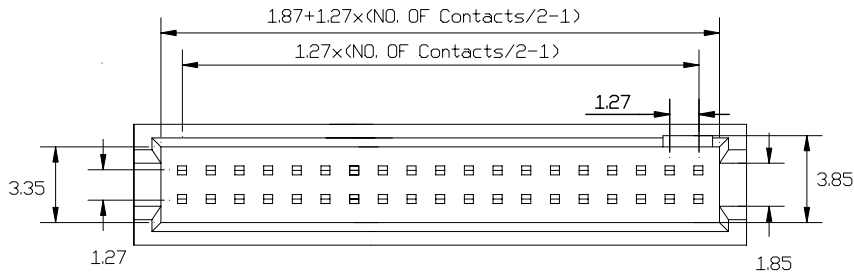 1.87+1.27x(NO. OF Contacts/2-1)
1.27x(NO. OF Contacts/2-1)
1.27
3.35
3.85
1.27
1.85